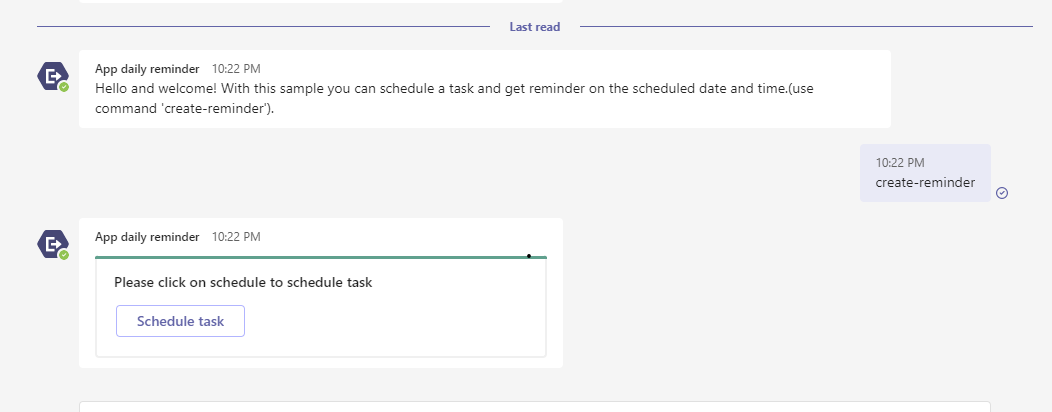 Last read
App daily reminder 10:22 PM
Hello and welcome! With this sample you can schedule a task and get reminder on the scheduled date and time.(use
command 'create-reminder').
10:22 PM
create-reminder
App daily reminder 10:22 PM
Please click on schedule to schedule task
Schedule task